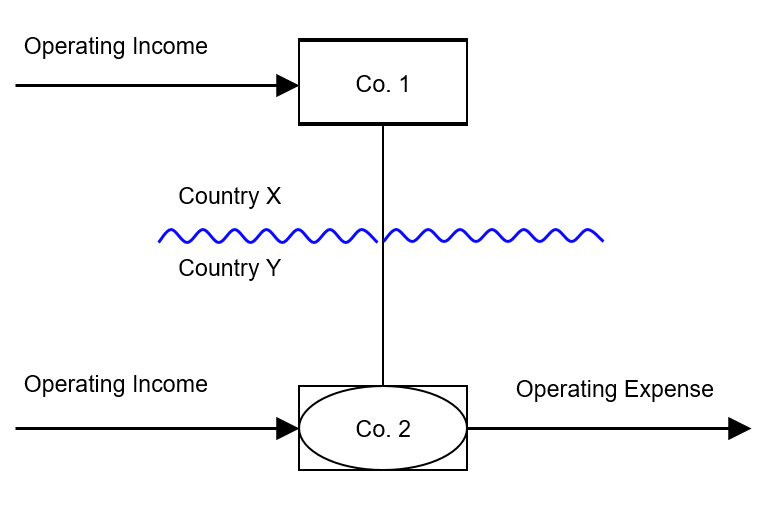 Operating Income
Co. 1
Country X
Country Y
Operating Income
Co. 2
Operating Expense